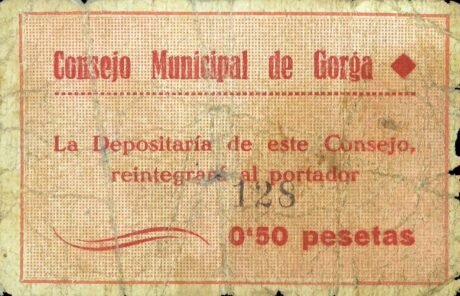 Consejo Municipal de Gorga
La Depositaría de este Consejo,
reintegrará al portador
128
0'50 pesetas